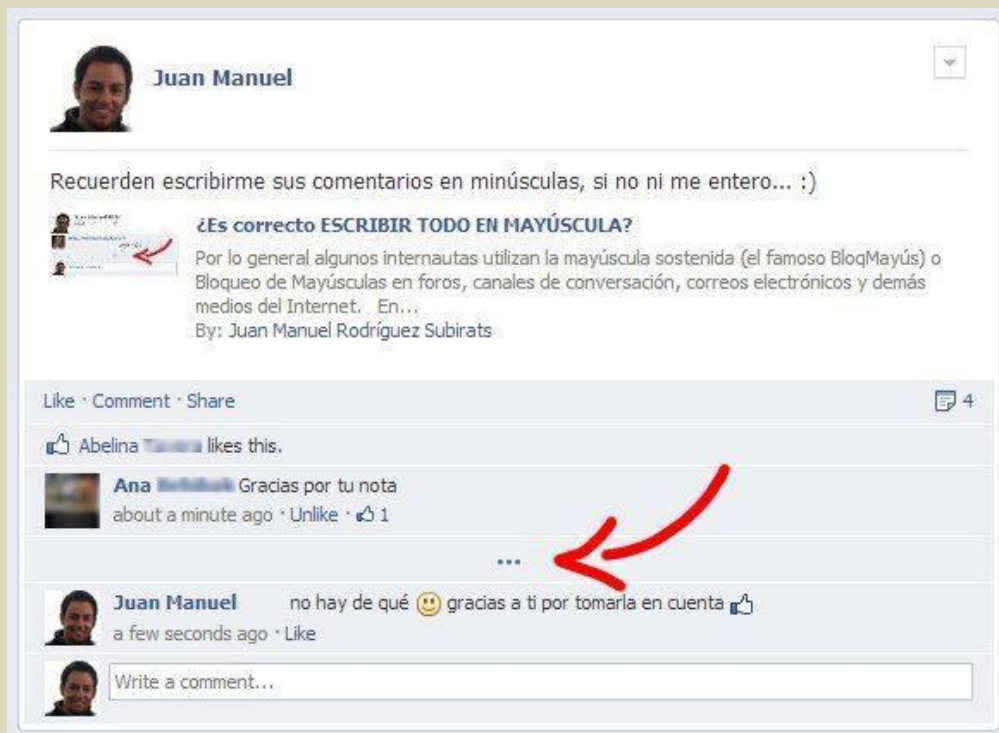 Juan Manuel
Recuerden escribirme sus comentarios en minúsculas, si no ni me entero... :)
¿Es correcto ESCRIBIR TODO EN MAYÚSCULA?
Por lo general algunos internautas utilizan la mayúscula sostenida (el famoso BloqMayús) o
Bloqueo de Mayúsculas en foros, canales de conversación, correos electrónicos y demás
medios del Internet. En...
By: Juan Manuel Rodríguez Subirats
Like · Comment · Share 4
Abelina likes this.
Ana Gracias por tu nota
about a minute ago · Unlike · 1
...
Juan Manuel no hay de qué gracias a ti por tomarla en cuenta
a few seconds ago · Like
Write a comment...